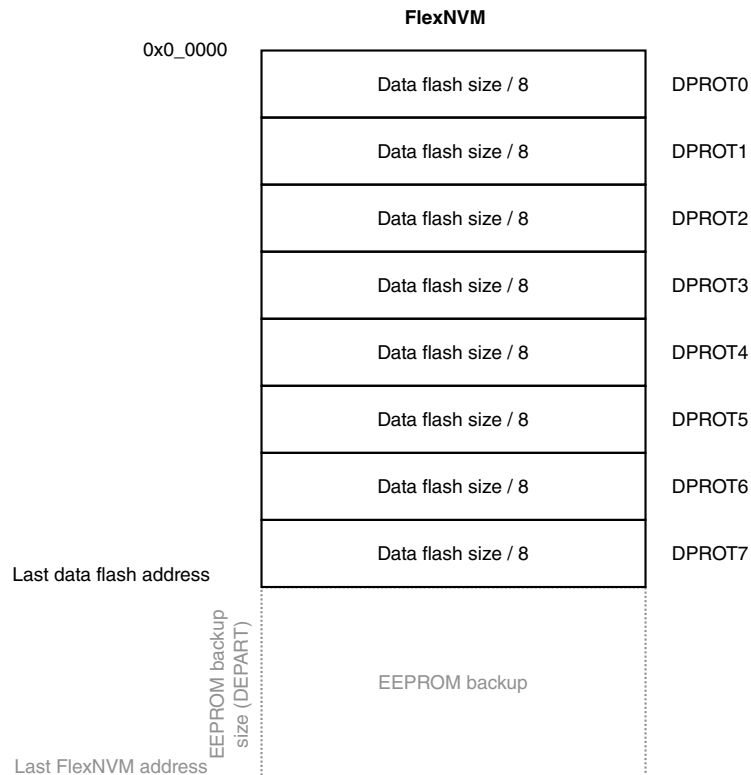 FlexNVM
0x0_0000
Data flash size / 8 DPROT0
Data flash size / 8 DPROT1
Data flash size / 8 DPROT2
Data flash size / 8 DPROT3
Data flash size / 8 DPROT4
Data flash size / 8 DPROT5
Data flash size / 8 DPROT6
Data flash size / 8 DPROT7
Last data flash address
EEPROM backup
size (DEPART)
EEPROM backup
Last FlexNVM address